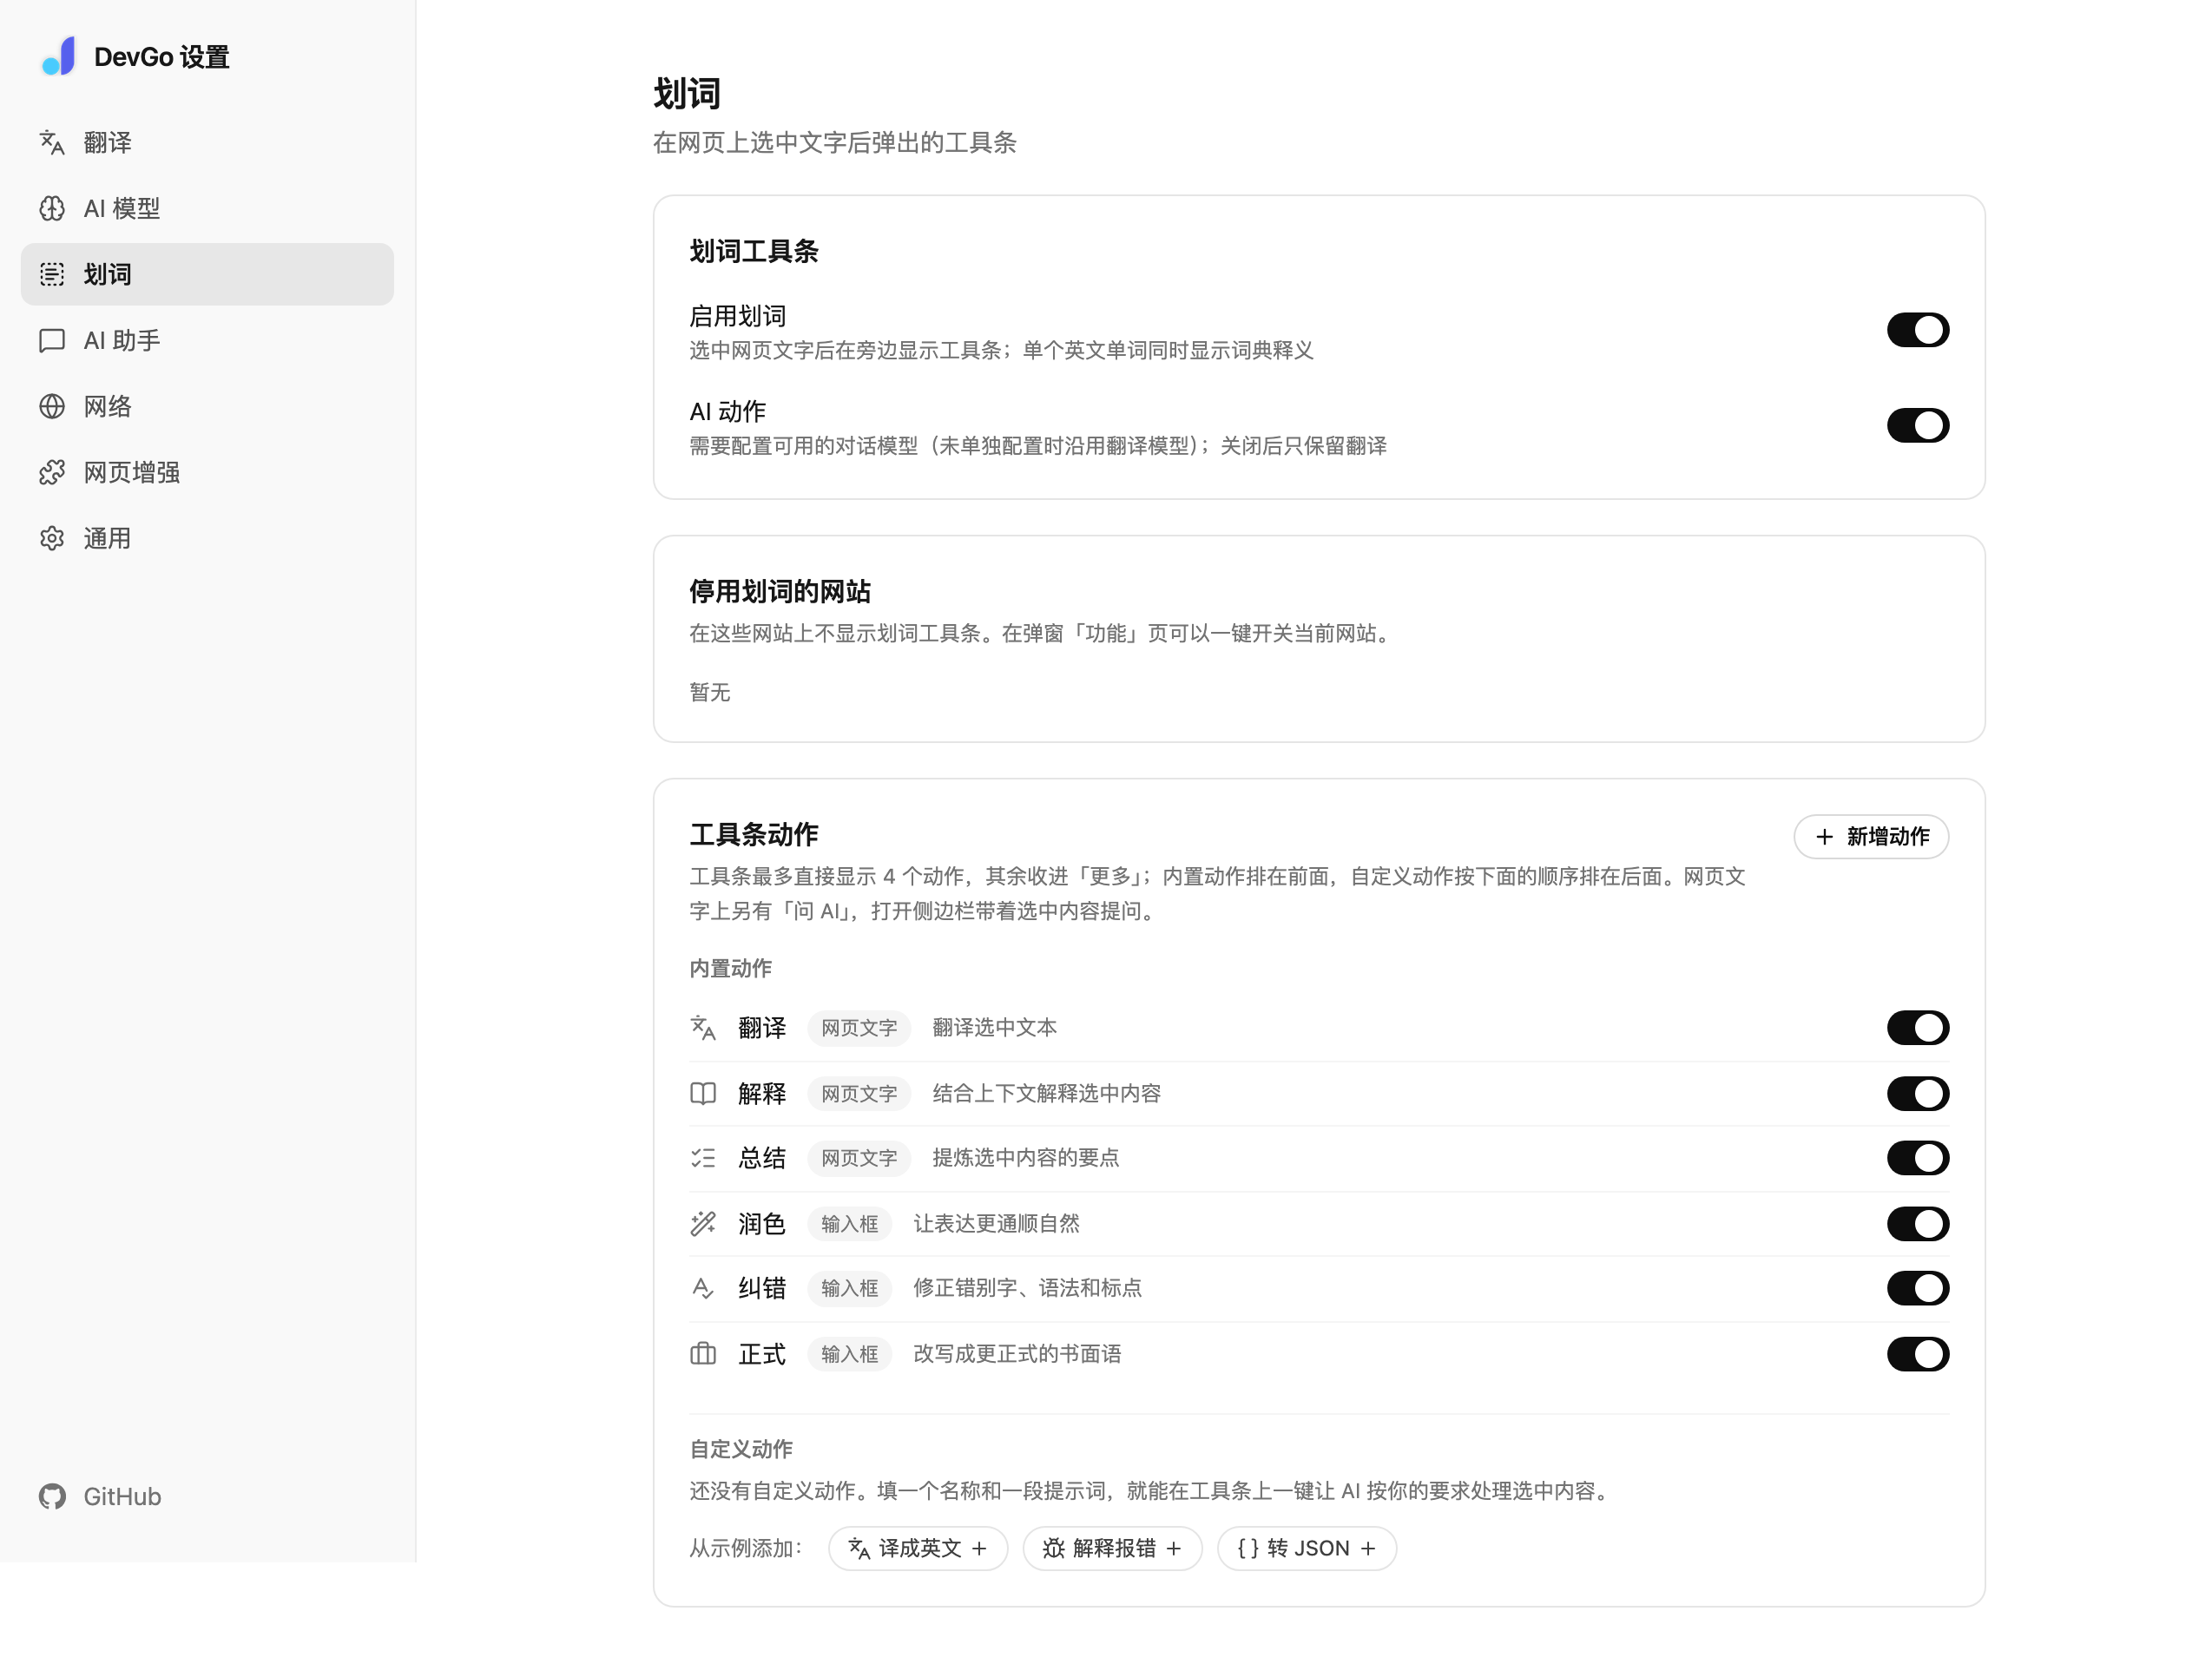 DevGo 设置
翻译
AI 模型
划词
AI 助手
网络
网页增强
通用
GitHub
划词
在网页上选中文字后弹出的工具条
划词工具条
启用划词
选中网页文字后在旁边显示工具条；单个英文单词同时显示词典释义
AI 动作
需要配置可用的对话模型（未单独配置时沿用翻译模型）；关闭后只保留翻译
停用划词的网站
在这些网站上不显示划词工具条。在弹窗「功能」页可以一键开关当前网站。
暂无
工具条动作
新增动作
工具条最多直接显示 4 个动作，其余收进「更多」；内置动作排在前面，自定义动作按下面的顺序排在后面。网页文
字上另有「问 AI」，打开侧边栏带着选中内容提问。
内置动作
翻译 网页文字 翻译选中文本
解释 网页文字 结合上下文解释选中内容
总结 网页文字 提炼选中内容的要点
润色 输入框 让表达更通顺自然
纠错 输入框 修正错别字、语法和标点
正式 输入框 改写成更正式的书面语
自定义动作
还没有自定义动作。填一个名称和一段提示词，就能在工具条上一键让 AI 按你的要求处理选中内容。
从示例添加： 译成英文 + 解释报错 + {} 转 JSON +